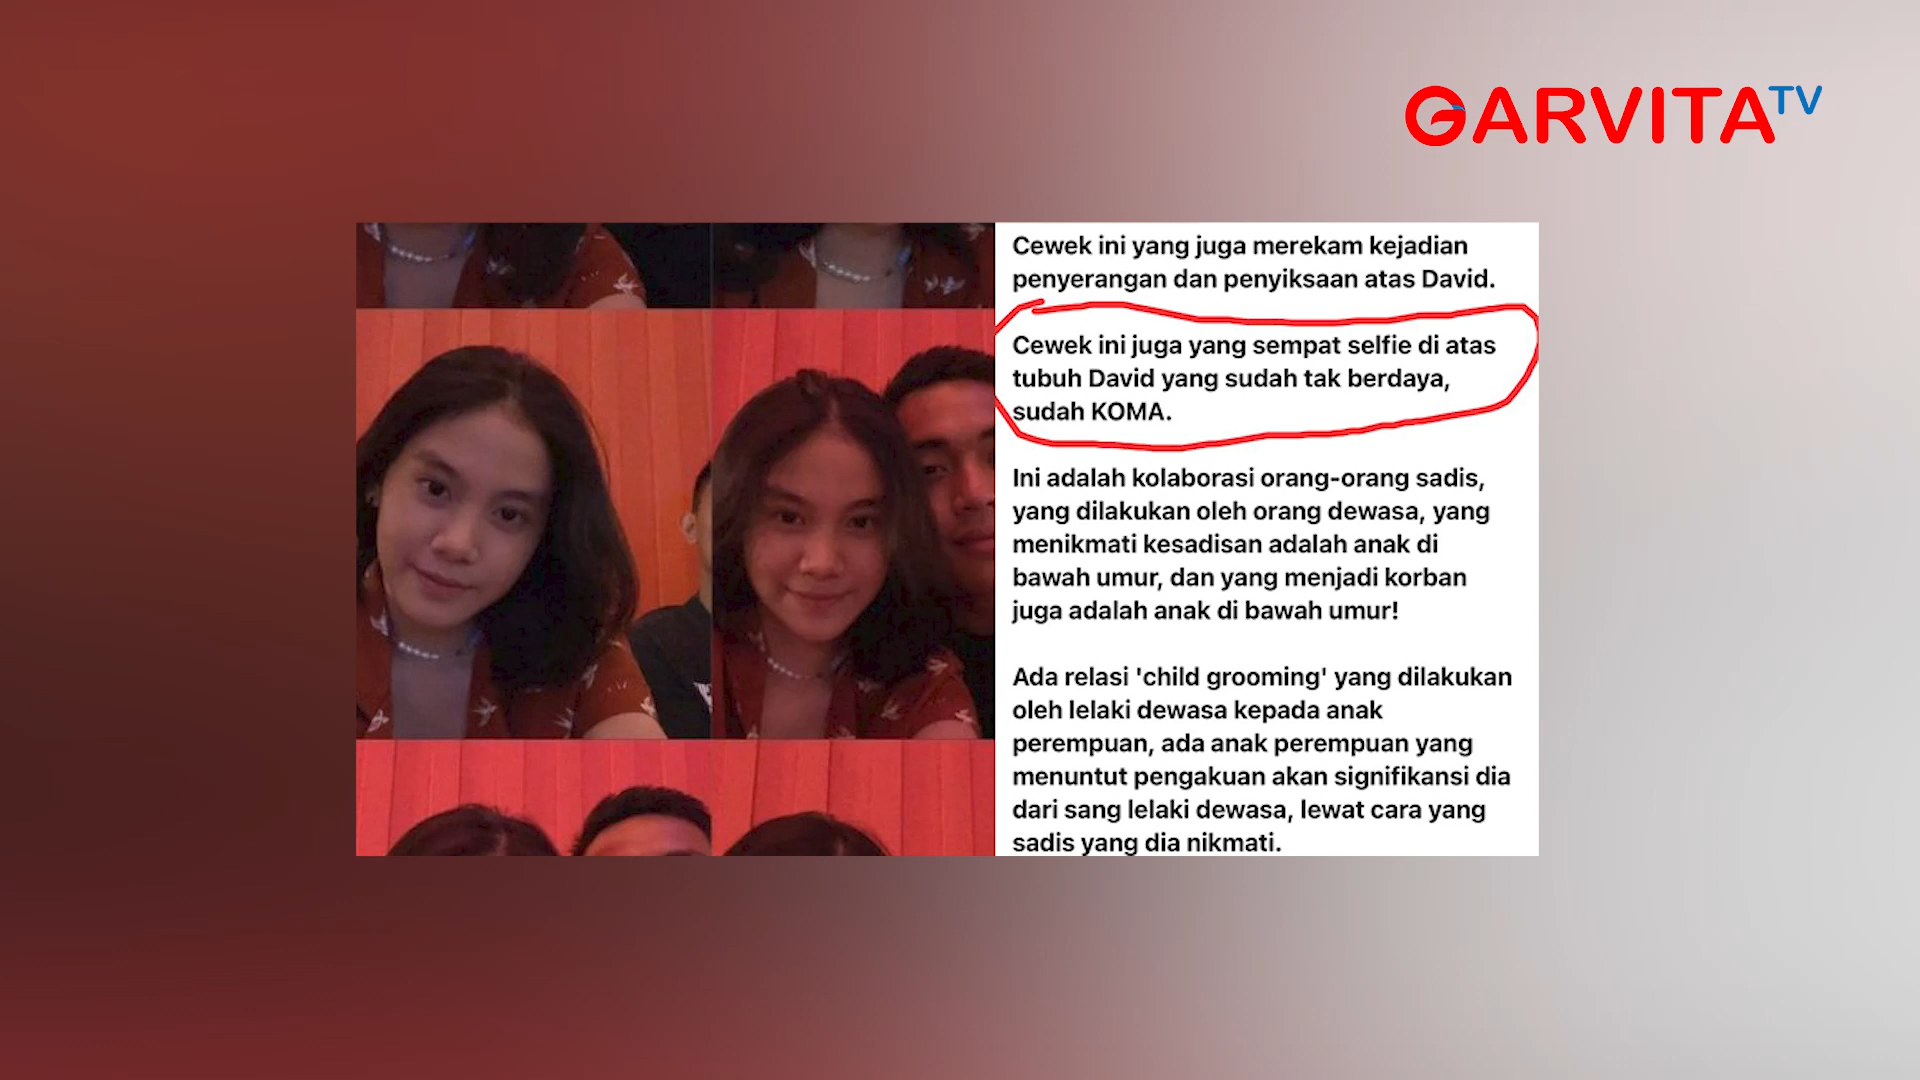 GARVITA TV
Cewek ini yang juga merekam kejadian
penyerangan dan penyiksaan atas David.
Cewek ini juga yang sempat selfie di atas
tubuh David yang sudah tak berdaya,
sudah KOMA.
Ini adalah kolaborasi orang-orang sadis,
yang dilakukan oleh orang dewasa, yang
menikmati kesadisan adalah anak di
bawah umur, dan yang menjadi korban
juga adalah anak di bawah umur!
Ada relasi 'child grooming' yang dilakukan
oleh lelaki dewasa kepada anak
perempuan, ada anak perempuan yang
menuntut pengakuan akan signifikansi dia
dari sang lelaki dewasa, lewat cara yang
sadis yang dia nikmati.